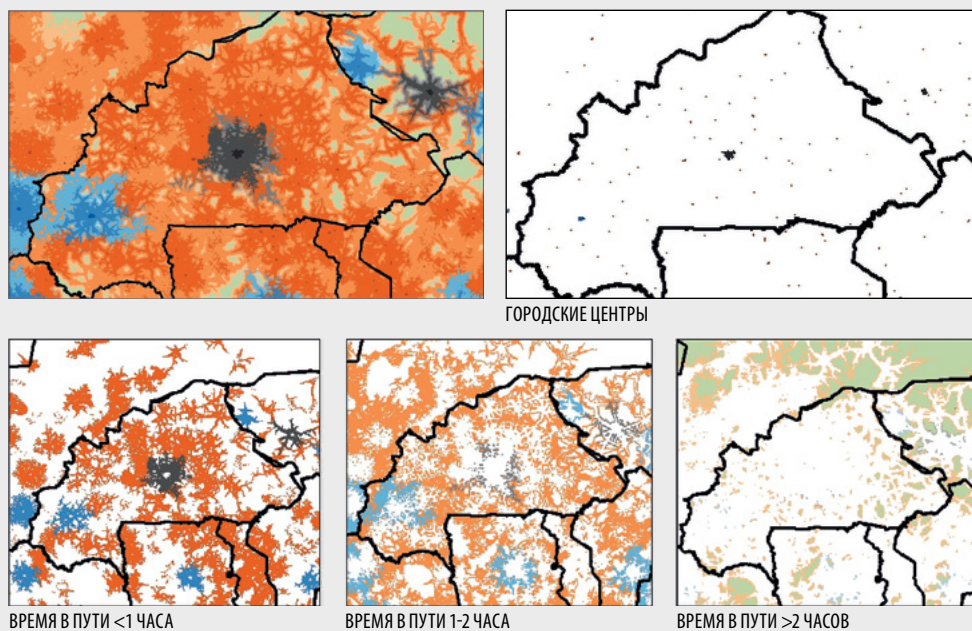 ГОРОДСКИЕ ЦЕНТРЫ
ВРЕМЯ В ПУТИ <1 ЧАСА
ВРЕМЯ В ПУТИ 1-2 ЧАСА
ВРЕМЯ В ПУТИ >2 ЧАСОВ